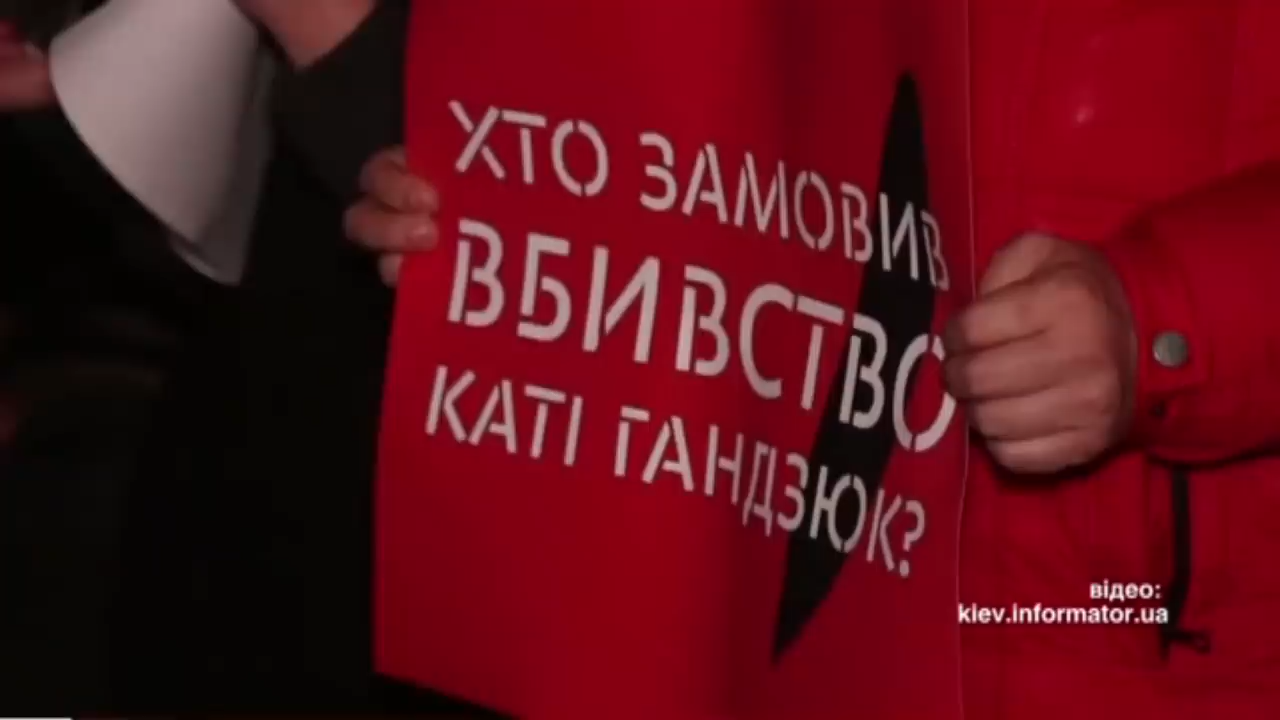 ХТО ЗАМОВИВ
ВБИВСТВО
КАТІ ГАНДЗЮК?
відео:
kiev.informator.ua